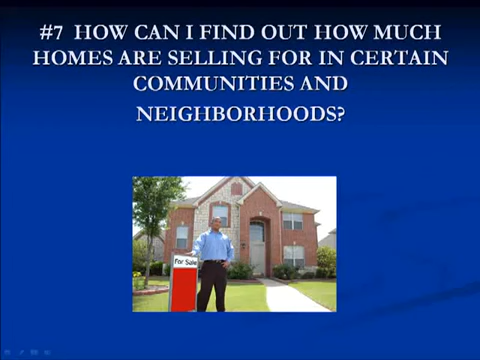 #7 HOW CAN I FIND OUT HOW MUCH
HOMES ARE SELLING FOR IN CERTAIN
COMMUNITIES AND
NEIGHBORHOODS?
For Sale